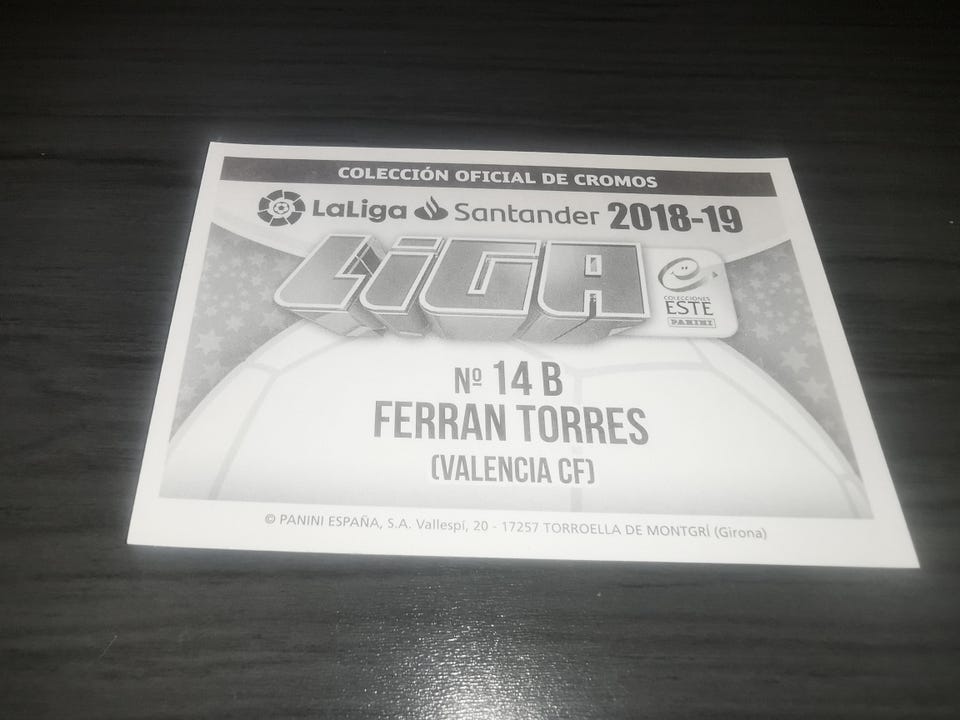 COLECCIÓN OFICIAL DE CROMOS
LaLiga Santander 2018-19
LiGA
e
COLECCIONES
ESTE
PANINI
Nº 14 B
FERRAN TORRES
(VALENCIA CF)
© PANINI ESPAÑA, S.A. Vallespí, 20 - 17257 TORROELLA DE MONTGRÍ (Girona)